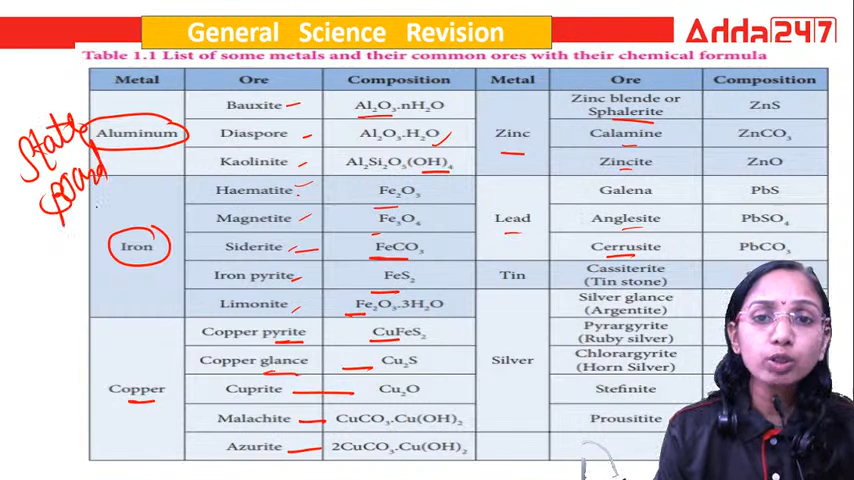 General Science Revision
Adda247
Table 1.1 List of some metals and their common ores with their chemical formula
Metal Ore Composition Metal Ore Composition
Aluminum Bauxite Al₂O₃.nH₂O Zinc Zinc blende or Sphalerite ZnS
Diaspore Al₂O₃.H₂O Calamine ZnCO₃
Kaolinite Al₂Si₂O₅(OH)₄ Zincite ZnO
State
Board
Iron Haematite Fe₂O₃ Lead Galena PbS
Magnetite Fe₃O₄ Anglesite PbSO₄
Siderite FeCO₃ Cerrusite PbCO₃
Iron pyrite FeS₂ Tin Cassiterite (Tin stone)
Limonite Fe₂O₃.3H₂O Silver Silver glance (Argentite)
Copper Copper pyrite CuFeS₂ Pyrargyrite (Ruby silver)
Copper glance Cu₂S Chlorargyrite (Horn Silver)
Cuprite Cu₂O Stefinite
Malachite CuCO₃.Cu(OH)₂ Prousitite
Azurite 2CuCO₃.Cu(OH)₂